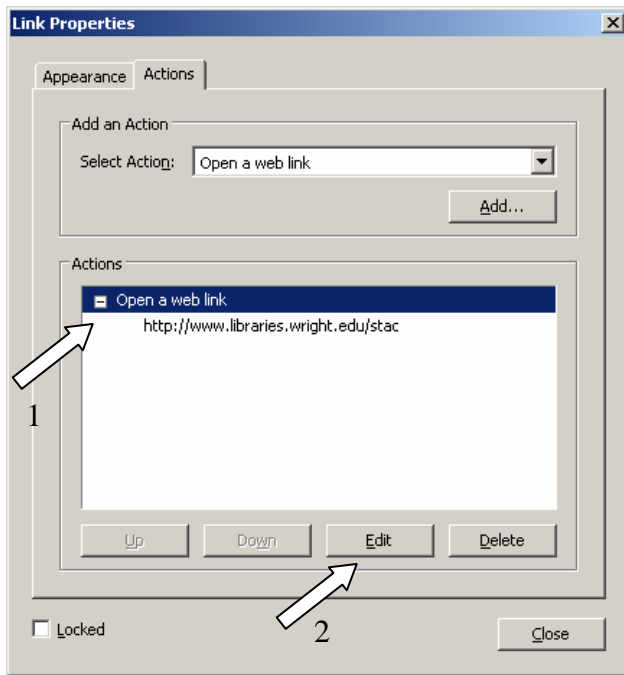 Link Properties
Appearance Actions
Add an Action
Select Action: Open a web link
Add...
Actions
Open a web link
http://www.libraries.wright.edu/stac
1
Up Down Edit Delete
2
Locked
Close